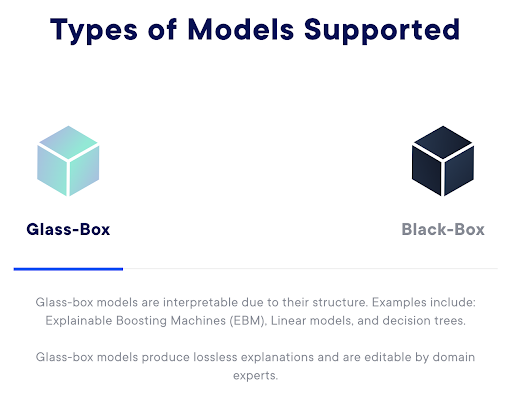 Types of Models Supported
Glass-Box
Black-Box
Glass-box models are interpretable due to their structure. Examples include:
Explainable Boosting Machines (EBM), Linear models, and decision trees.
Glass-box models produce lossless explanations and are editable by domain
experts.